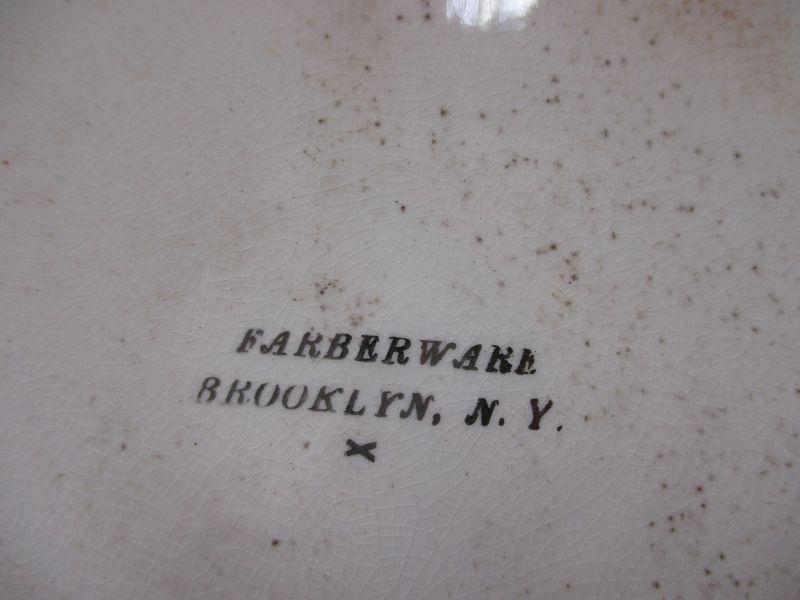 FARBERWARE
BROOKLYN, N. Y.
X